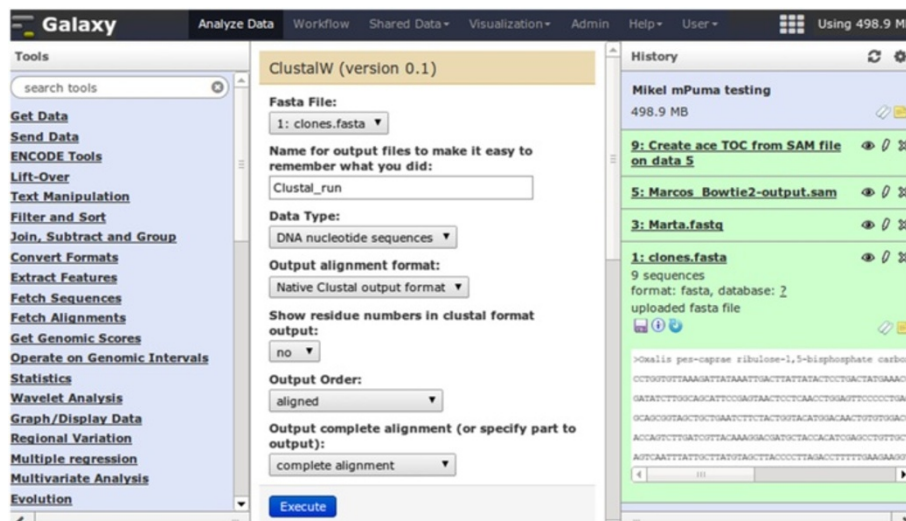 Galaxy
Analyze Data Workflow Shared Data Visualization Admin Help User Using 498.9 M
Tools
search tools
Get Data
Send Data
ENCODE Tools
Lift-Over
Text Manipulation
Filter and Sort
Join, Subtract and Group
Convert Formats
Extract Features
Fetch Sequences
Fetch Alignments
Get Genomic Scores
Operate on Genomic Intervals
Statistics
Wavelet Analysis
Graph/Display Data
Regional Variation
Multiple regression
Multivariate Analysis
Evolution
ClustalW (version 0.1)
Fasta File:
1: clones.fasta
Name for output files to make it easy to
remember what you did:
Clustal_run
Data Type:
DNA nucleotide sequences
Output alignment format:
Native Clustal output format
Show residue numbers in clustal format
output:
no
Output Order:
aligned
Output complete alignment (or specify part to
output):
complete alignment
Execute
History
Mikel mPuma testing
498.9 MB
9: Create ace TOC from SAM file
on data 5
5: Marcos_Bowtie2-output.sam
3: Marta.fastq
1: clones.fasta
9 sequences
format: fasta, database: ?
uploaded fasta file
>Oxalis pes-caprae ribulose-1,5-bisphosphate carbo
CCTGGTGTTAAAGATTATAAATTGACTTATTATACTCCTGACTATGAAAC
GATATCTTGGCAGCATTCCGAGTAACTCCTCAACCTGGAGTTCCCCCTGA
GCAGCGGTAGCTGCTGAATCTTCTACTGGTACATGGACAACTGTGTGGAC
ACCAGTCTTGATCGTTACAAAGGACGATGCTACCACATCGAGCCTGTTGC
AGTCAATTTATTGCTTATGTAGCTTACCCCTTAGACCTTTTTGAAGAAGG